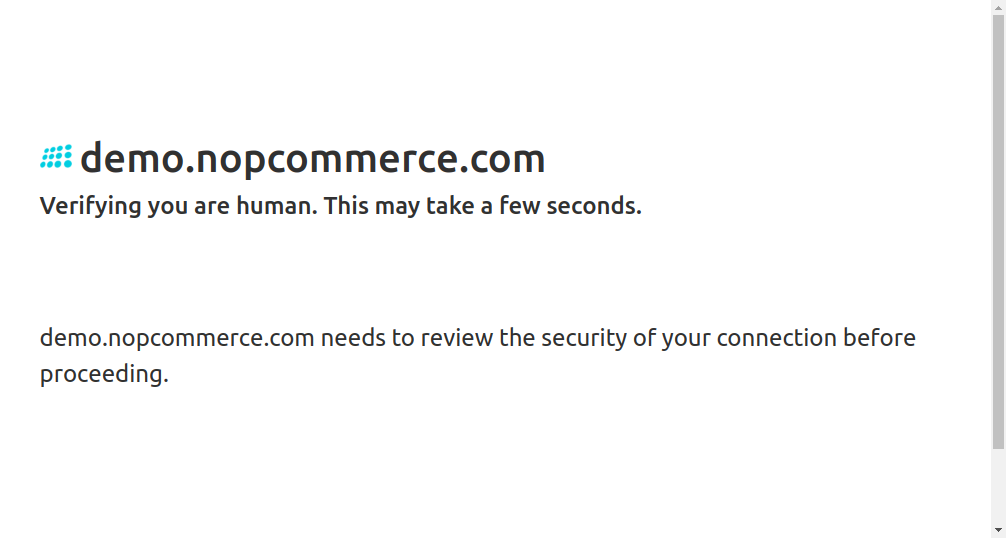 demo.nopcommerce.com
Verifying you are human. This may take a few seconds.
demo.nopcommerce.com needs to review the security of your connection before
proceeding.